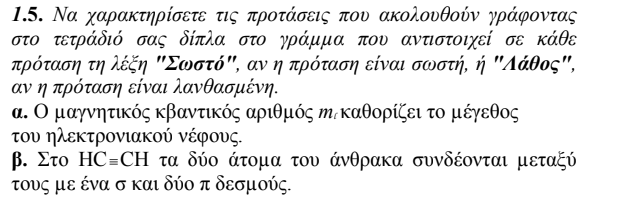 1.5. Να χαρακτηρίσετε τις προτάσεις που ακολουθούν γράφοντας
στο τετράδιό σας δίπλα στο γράμμα που αντιστοιχεί σε κάθε
πρόταση τη λέξη "Σωστό", αν η πρόταση είναι σωστή, ή "Λάθος",
αν η πρόταση είναι λανθασμένη.
α. Ο μαγνητικός κβαντικός αριθμός mℓ καθορίζει το μέγεθος
του ηλεκτρονιακού νέφους.
β. Στο HC≡CH τα δύο άτομα του άνθρακα συνδέονται μεταξύ
τους με ένα σ και δύο π δεσμούς.